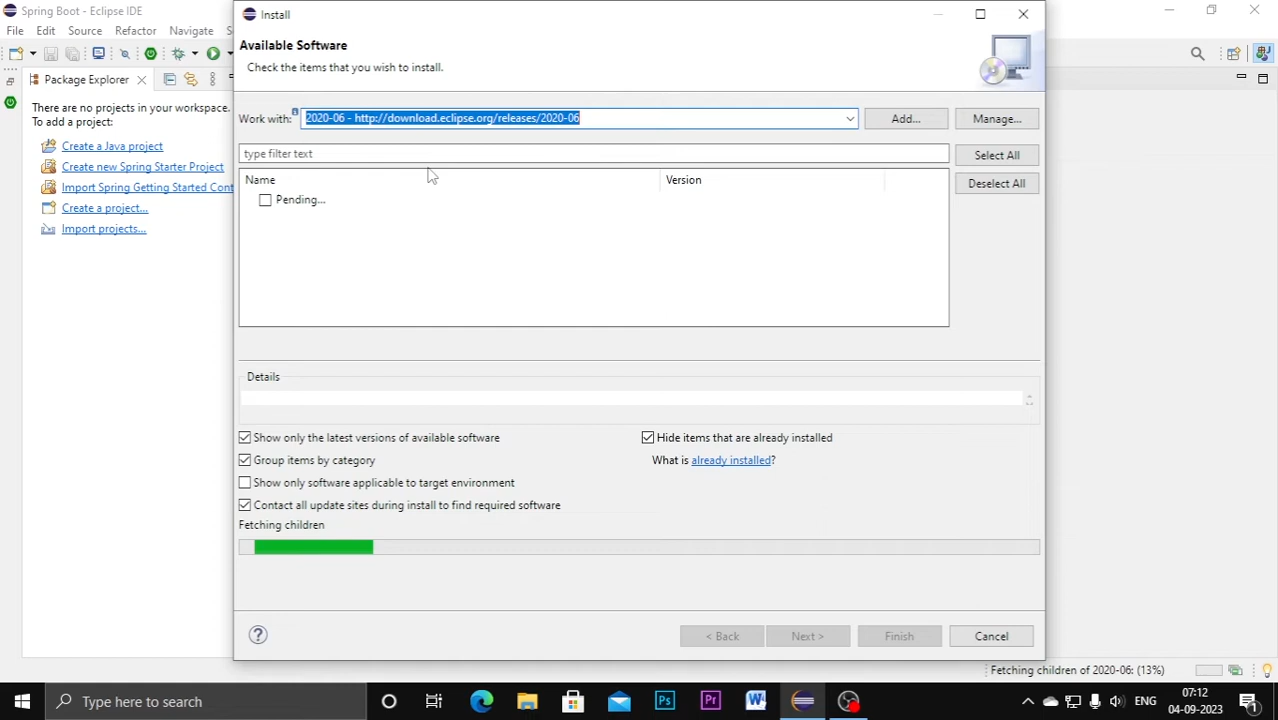 Spring Boot - Eclipse IDE
Install
File Edit Source Refactor Navigate
Available Software
Check the items that you wish to install.
Package Explorer
Work with: 2020-06 - http://download.eclipse.org/releases/2020-06 Add... Manage...
There are no projects in your workspace.
To add a project:
Create a Java project
Create new Spring Starter Project
Import Spring Getting Started Cont
Create a project...
Import projects...
type filter text
Select All
Name Version
Deselect All
Pending...
Details
Show only the latest versions of available software Hide items that are already installed
Group items by category What is already installed?
Show only software applicable to target environment
Contact all update sites during install to find required software
Fetching children
< Back Next > Finish Cancel
Fetching children of 2020-06: (13%)
Type here to search
Ps Pr W ENG 07:12
04-09-2023
1